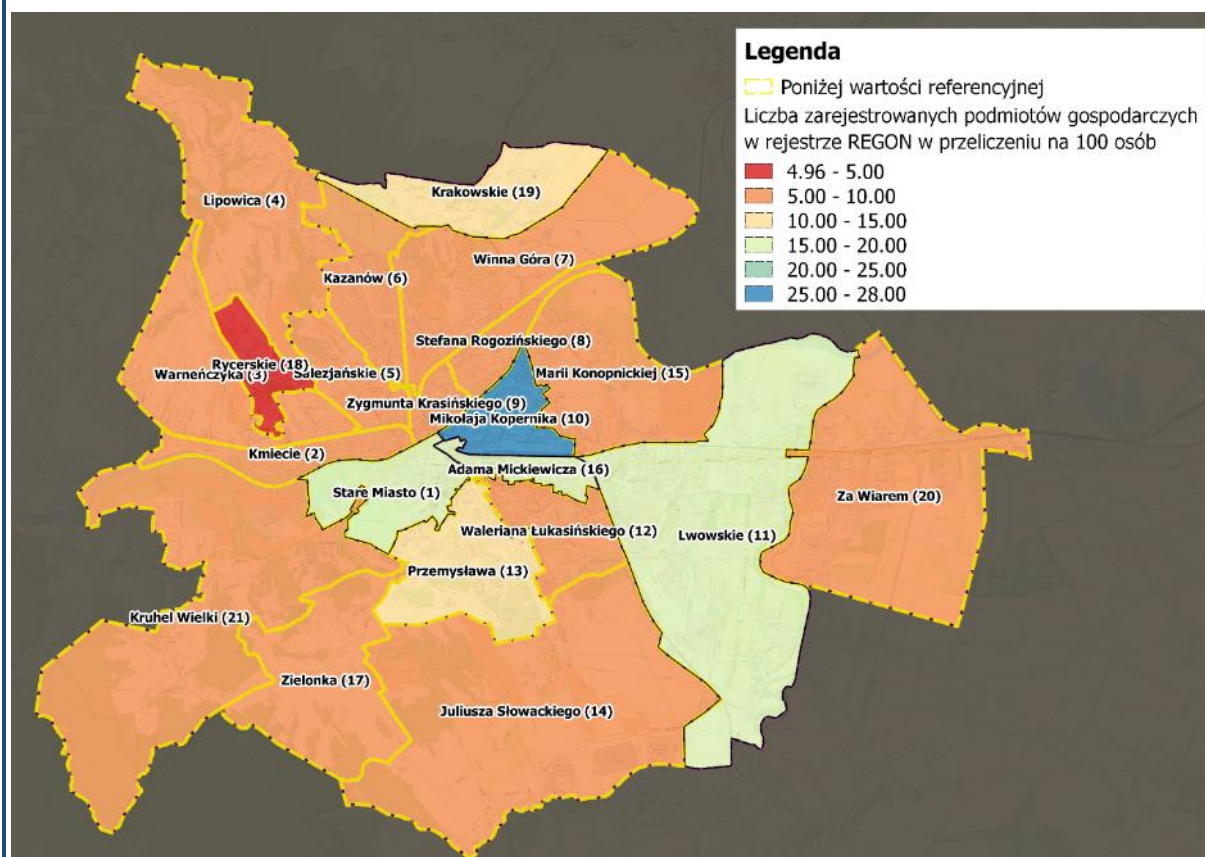 Legenda
Poniżej wartości referencyjnej
Liczba zarejestrowanych podmiotów gospodarczych
w rejestrze REGON w przeliczeniu na 100 osób
4.96 - 5.00
5.00 - 10.00
10.00 - 15.00
15.00 - 20.00
20.00 - 25.00
25.00 - 28.00
Krakowskie (19)
Lipowica (4)
Winna Góra (7)
Kazanów (6)
Stefana Rogozińskiego (8)
Rycerskie (18)
Warneńczyka (3)
Salezjańskie (5)
Marii Konopnickiej (15)
Zygmunta Krasińskiego (9)
Mikołaja Kopernika (10)
Kmiecie (2)
Adama Mickiewicza (16)
Stare Miasto (1)
Za Wiarem (20)
Waleriana Łukasińskiego (12)
Lwowskie (11)
Przemysława (13)
Kruhel Wielki (21)
Zielonka (17)
Juliusza Słowackiego (14)